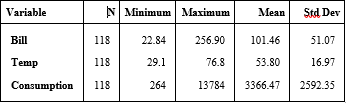 Variable N Minimum Maximum Mean Std Dev
Bill 118 22.84 256.90 101.46 51.07
Temp 118 29.1 76.8 53.80 16.97
Consumption 118 264 13784 3366.47 2592.35